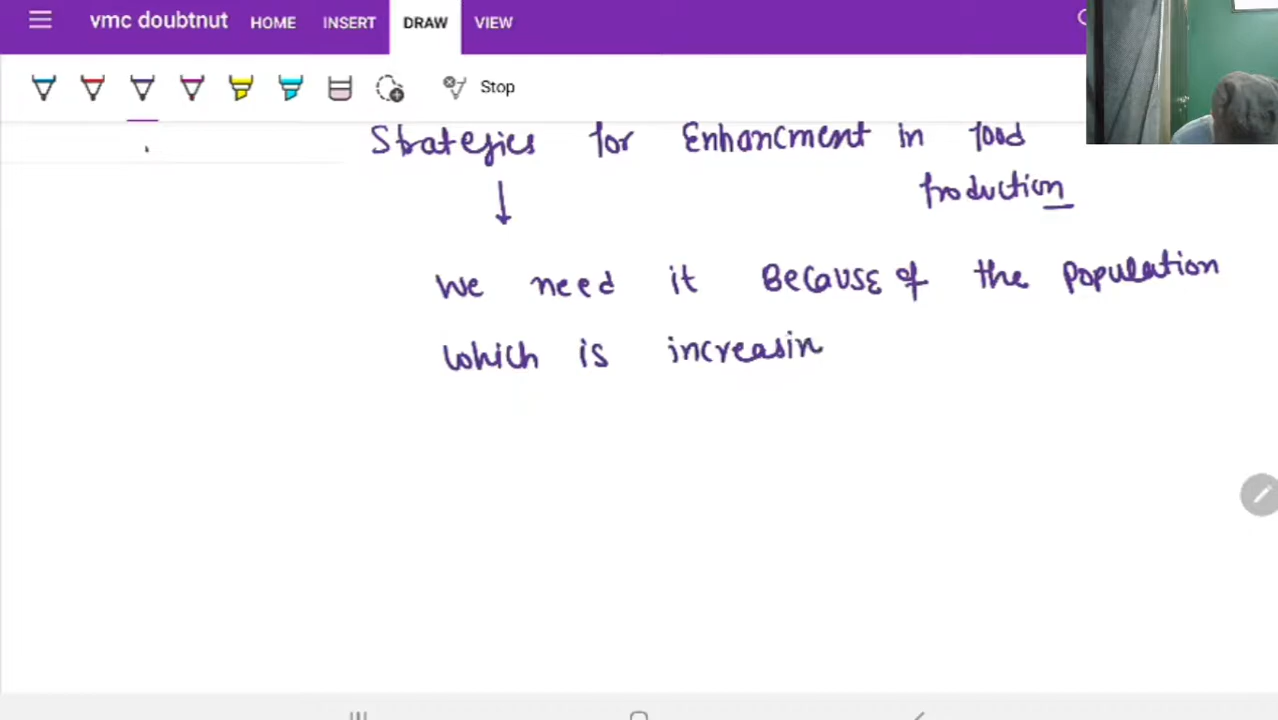 vmc doubtnut HOME INSERT DRAW VIEW
Stop
Strategies for Enhancment in food
Production
We need it Because of the Population
which is increasin